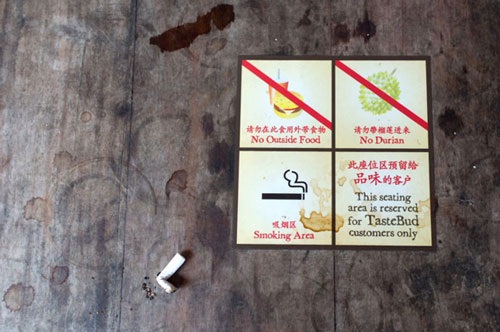 请勿在此食用外带食物
No Outside Food
请勿带榴莲进来
No Durian
吸烟区
Smoking Area
此座位区预留给
品味的客户
This seating
area is reserved
for TasteBud
customers only